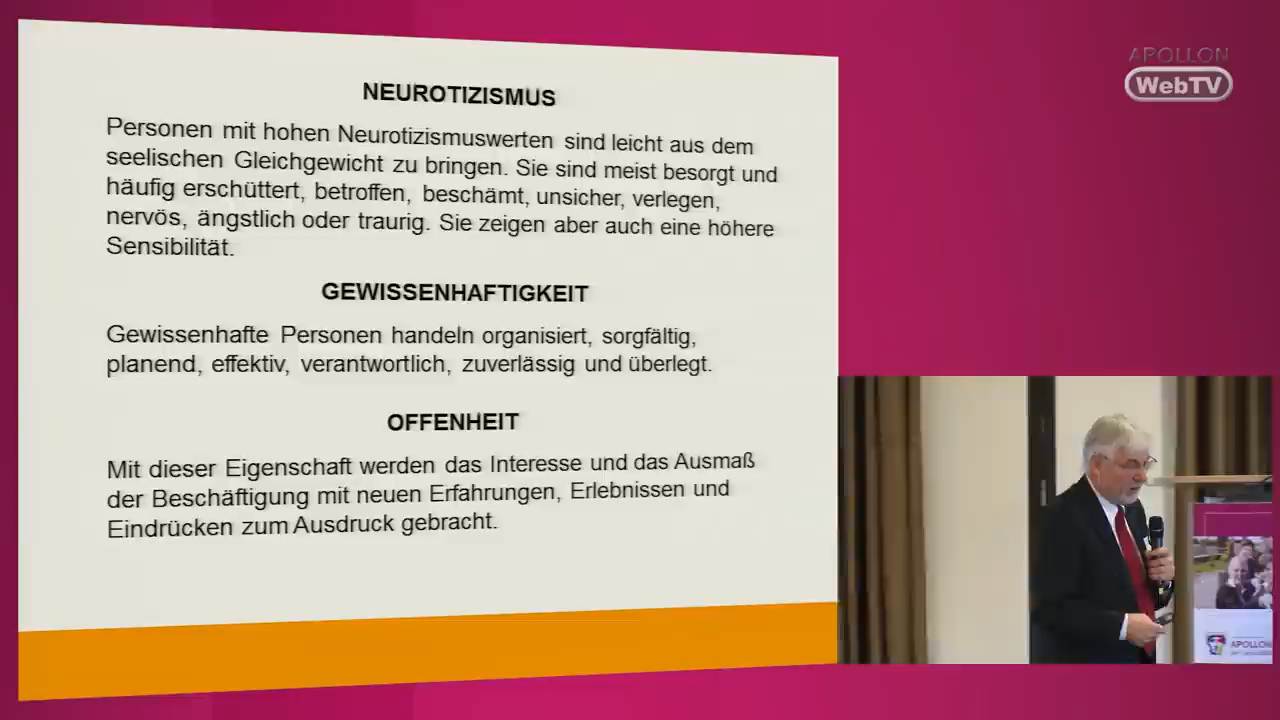 APOLLON
WebTV
NEUROTIZISMUS
Personen mit hohen Neurotizismuswerten sind leicht aus dem
seelischen Gleichgewicht zu bringen. Sie sind meist besorgt und
häufig erschüttert, betroffen, beschämt, unsicher, verlegen,
nervös, ängstlich oder traurig. Sie zeigen aber auch eine höhere
Sensibilität.
GEWISSENHAFTIGKEIT
Gewissenhafte Personen handeln organisiert, sorgfältig,
planend, effektiv, verantwortlich, zuverlässig und überlegt.
OFFENHEIT
Mit dieser Eigenschaft werden das Interesse und das Ausmaß
der Beschäftigung mit neuen Erfahrungen, Erlebnissen und
Eindrücken zum Ausdruck gebracht.
APOLLON